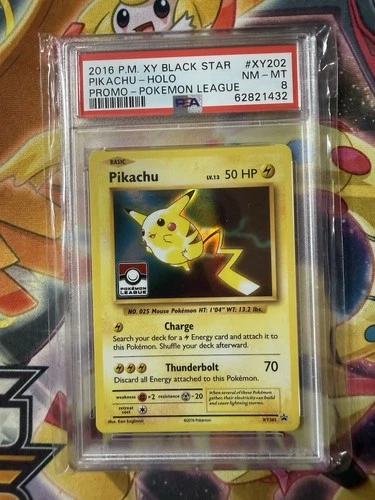 2016 P.M. XY BLACK STAR #XY202
PIKACHU-HOLO NM-MT
PROMO-POKEMON LEAGUE 8
PSA 62821432
BASIC
Pikachu LV.12 50 HP
POKÉMON
LEAGUE
NO. 025 Mouse Pokémon HT: 1'04" WT: 13.2 lbs.
Charge
Search your deck for a Energy card and attach it to
this Pokémon. Shuffle your deck afterward.
Thunderbolt 70
Discard all Energy attached to this Pokémon.
weakness ×2 resistance -20
When several of these Pokémon
gather, their electricity can build
and cause lightning storms.
retreat
cost
Illus. Ken Sugimori ©2016 Pokémon XY202